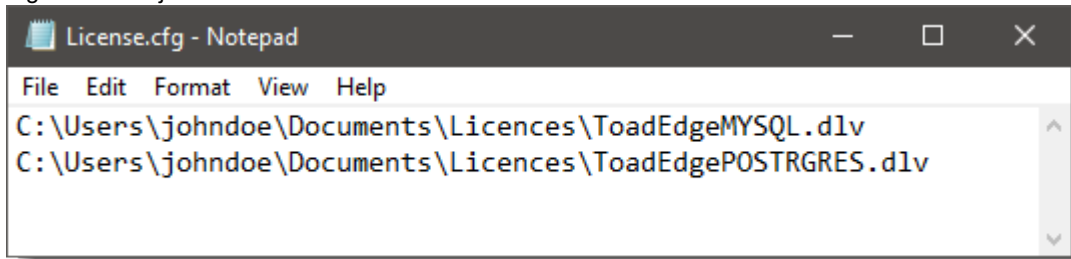 License.cfg - Notepad
File Edit Format View Help
C:\Users\johndoe\Documents\Licences\ToadEdgeMYSQL.dlv
C:\Users\johndoe\Documents\Licences\ToadEdgePOSTRGRES.dlv